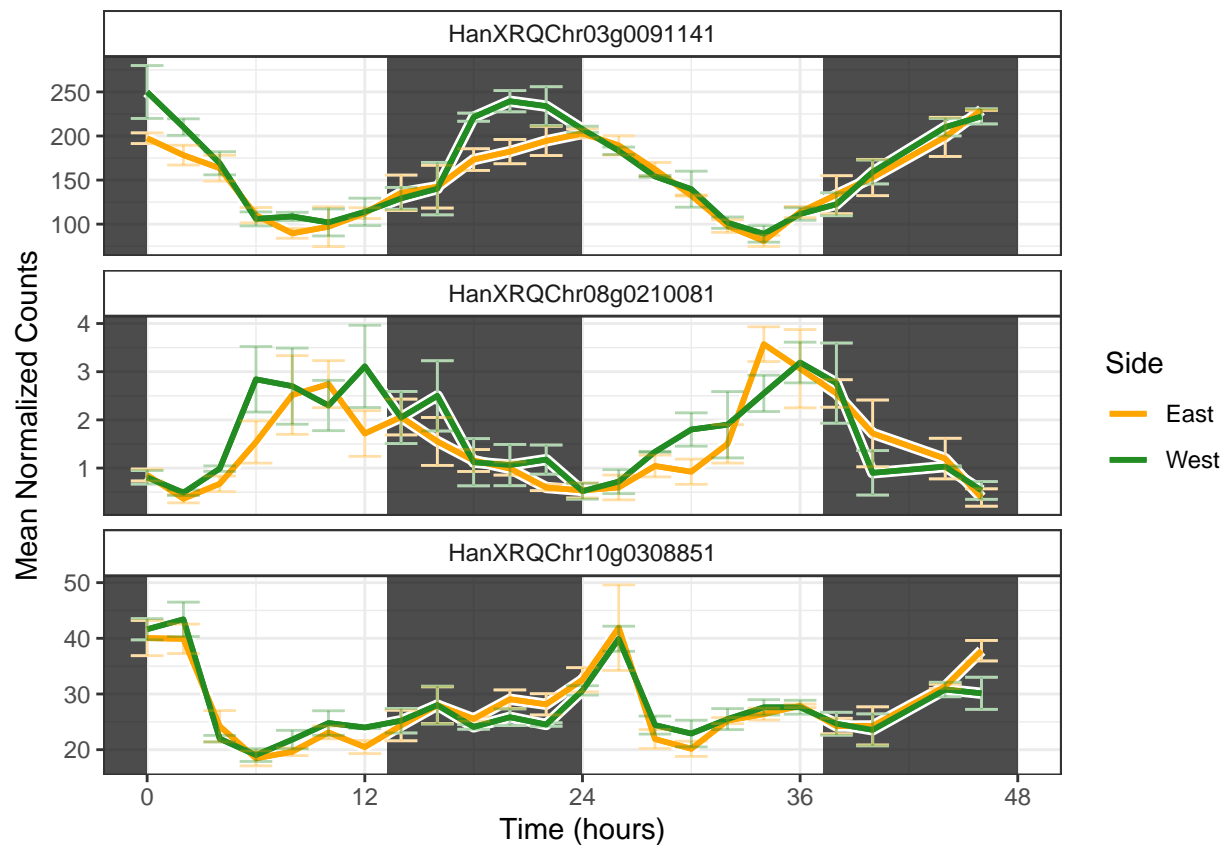 HanXRQChr03g0091141
250
200
150
100
HanXRQChr08g0210081
4
3
2
1
HanXRQChr10g0308851
50
40
30
20
0 12 24 36 48
Time (hours)
Mean Normalized Counts
Side
East
West